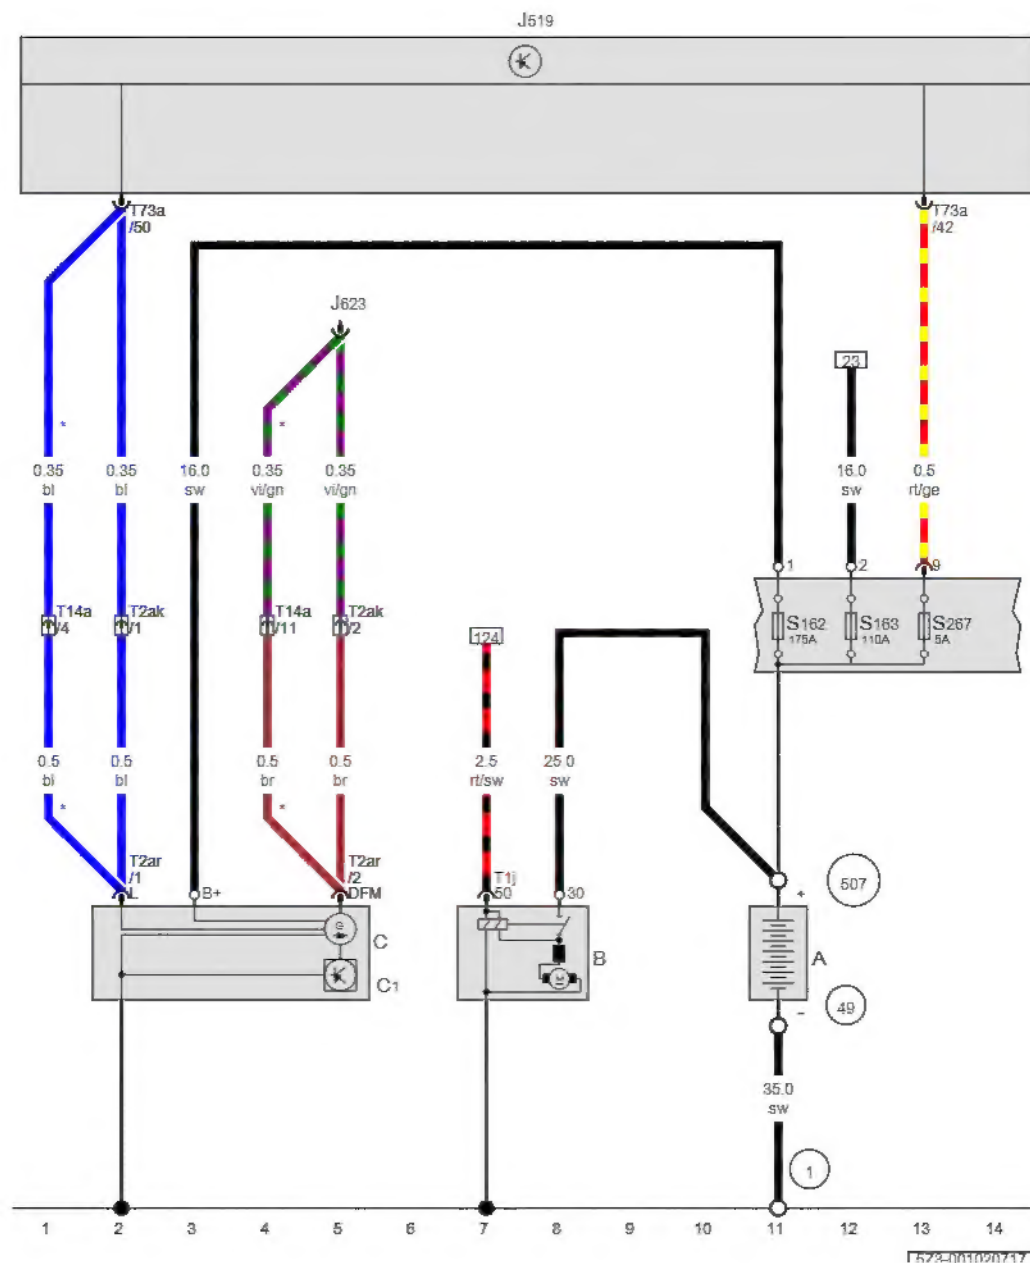 J519
T73a
/50
T73a
/42
J623
23
*
*
0.35
bl
0.35
bl
16.0
sw
0.35
vi/gn
0.35
vi/gn
16.0
sw
0.5
rt/ge
1
2
9
T14a
/4
T2ak
/1
T14a
/11
T2ak
/2
124
S162
175A
S163
110A
S267
5A
0.5
bl
0.5
bl
0.5
br
0.5
br
2.5
rt/sw
25.0
sw
*
*
T2ar
/1
L
B+
T2ar
/2
DFM
T1j
50
30
507
+
C
C1
B
A
49
-
35.0
sw
1
1 2 3 4 5 6 7 8 9 10 11 12 13 14
573-001020717